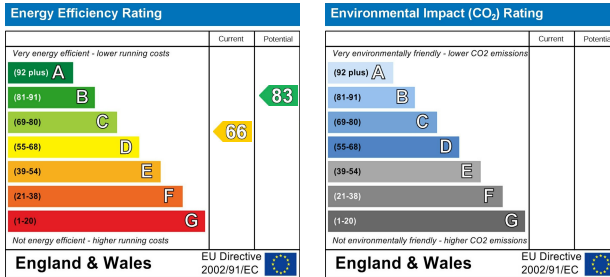 Energy Efficiency Rating
Current Potential
Very energy efficient - lower running costs
(92 plus) A
(81-91) B
83
(69-80) C
66
(55-68) D
(39-54) E
(21-38) F
(1-20) G
Not energy efficient - higher running costs
England & Wales
EU Directive
2002/91/EC
Environmental Impact (CO₂) Rating
Current Potential
Very environmentally friendly - lower CO2 emissions
(92 plus) A
(81-91) B
(69-80) C
(55-68) D
(39-54) E
(21-38) F
(1-20) G
Not environmentally friendly - higher CO2 emissions
England & Wales
EU Directive
2002/91/EC